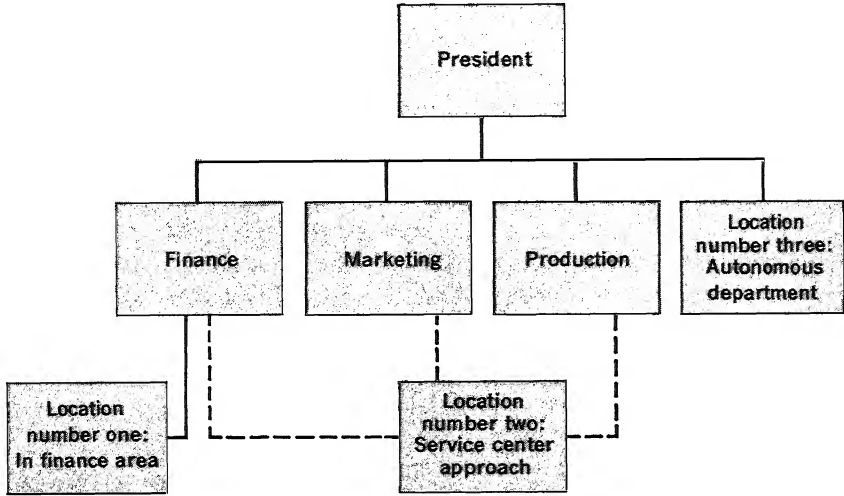 President
Finance
Marketing
Production
Location
number three:
Autonomous
department
Location
number one:
In finance area
Location
number two:
Service center
approach